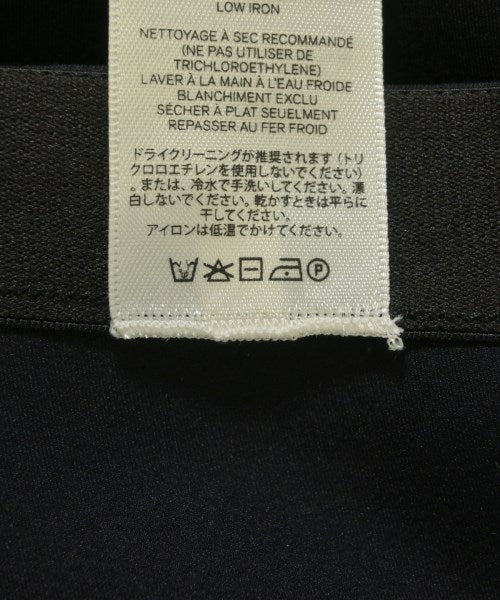 LOW IRON
NETTOYAGE À SEC RECOMMANDÉ
(NE PAS UTILISER DE
TRICHLOROETHYLENE)
LAVER À LA MAIN À L'EAU FROIDE
BLANCHIMENT EXCLU
SÉCHER À PLAT SEUELMENT
REPASSER AU FER FROID
ドライクリーニングが推奨されます（トリ
クロロエチレンを使用しないでください）
。または、冷水で手洗いしてください。漂
白しないでください。乾かすときは平らに
干してください。
アイロンは低温でかけてください。
P